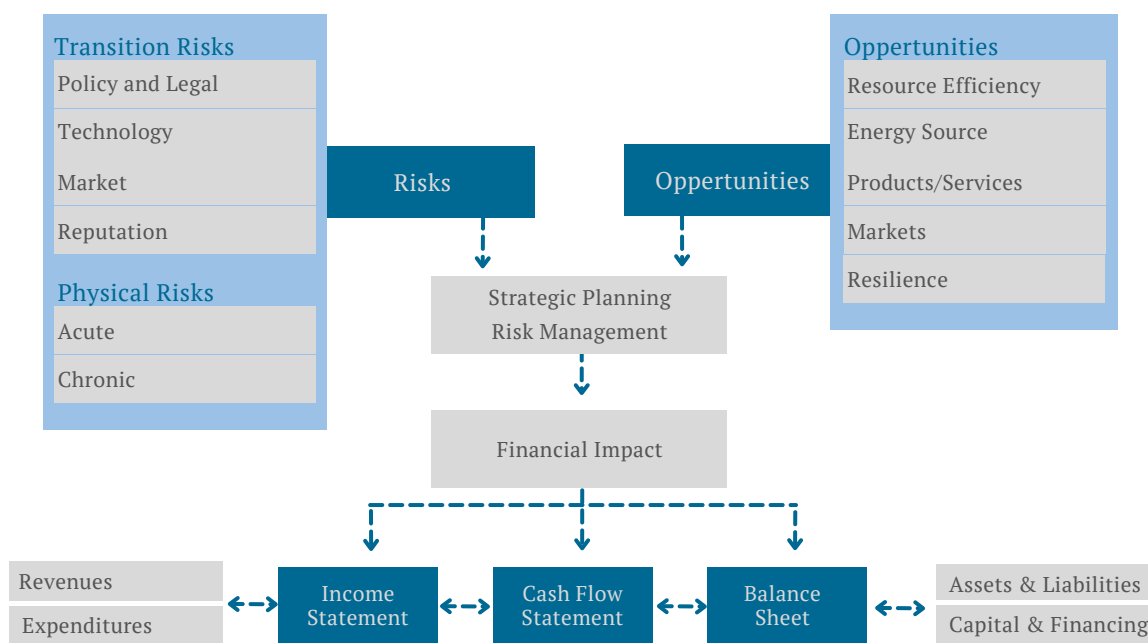 Transition Risks
Policy and Legal
Technology
Market
Reputation
Physical Risks
Acute
Chronic
Risks
Oppertunities
Oppertunities
Resource Efficiency
Energy Source
Products/Services
Markets
Resilience
Strategic Planning
Risk Management
Financial Impact
Revenues
Expenditures
Income
Statement
Cash Flow
Statement
Balance
Sheet
Assets & Liabilities
Capital & Financing